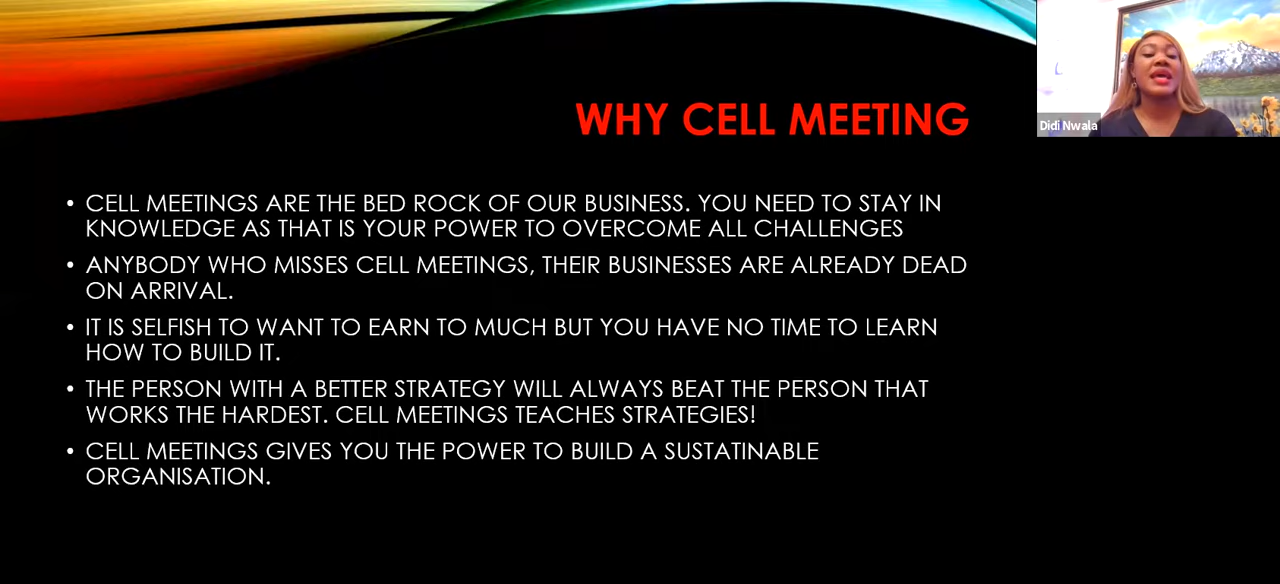 WHY CELL MEETING
Didi Nwala
• CELL MEETINGS ARE THE BED ROCK OF OUR BUSINESS. YOU NEED TO STAY IN
KNOWLEDGE AS THAT IS YOUR POWER TO OVERCOME ALL CHALLENGES
• ANYBODY WHO MISSES CELL MEETINGS, THEIR BUSINESSES ARE ALREADY DEAD
ON ARRIVAL.
• IT IS SELFISH TO WANT TO EARN TO MUCH BUT YOU HAVE NO TIME TO LEARN
HOW TO BUILD IT.
• THE PERSON WITH A BETTER STRATEGY WILL ALWAYS BEAT THE PERSON THAT
WORKS THE HARDEST. CELL MEETINGS TEACHES STRATEGIES!
• CELL MEETINGS GIVES YOU THE POWER TO BUILD A SUSTATINABLE
ORGANISATION.